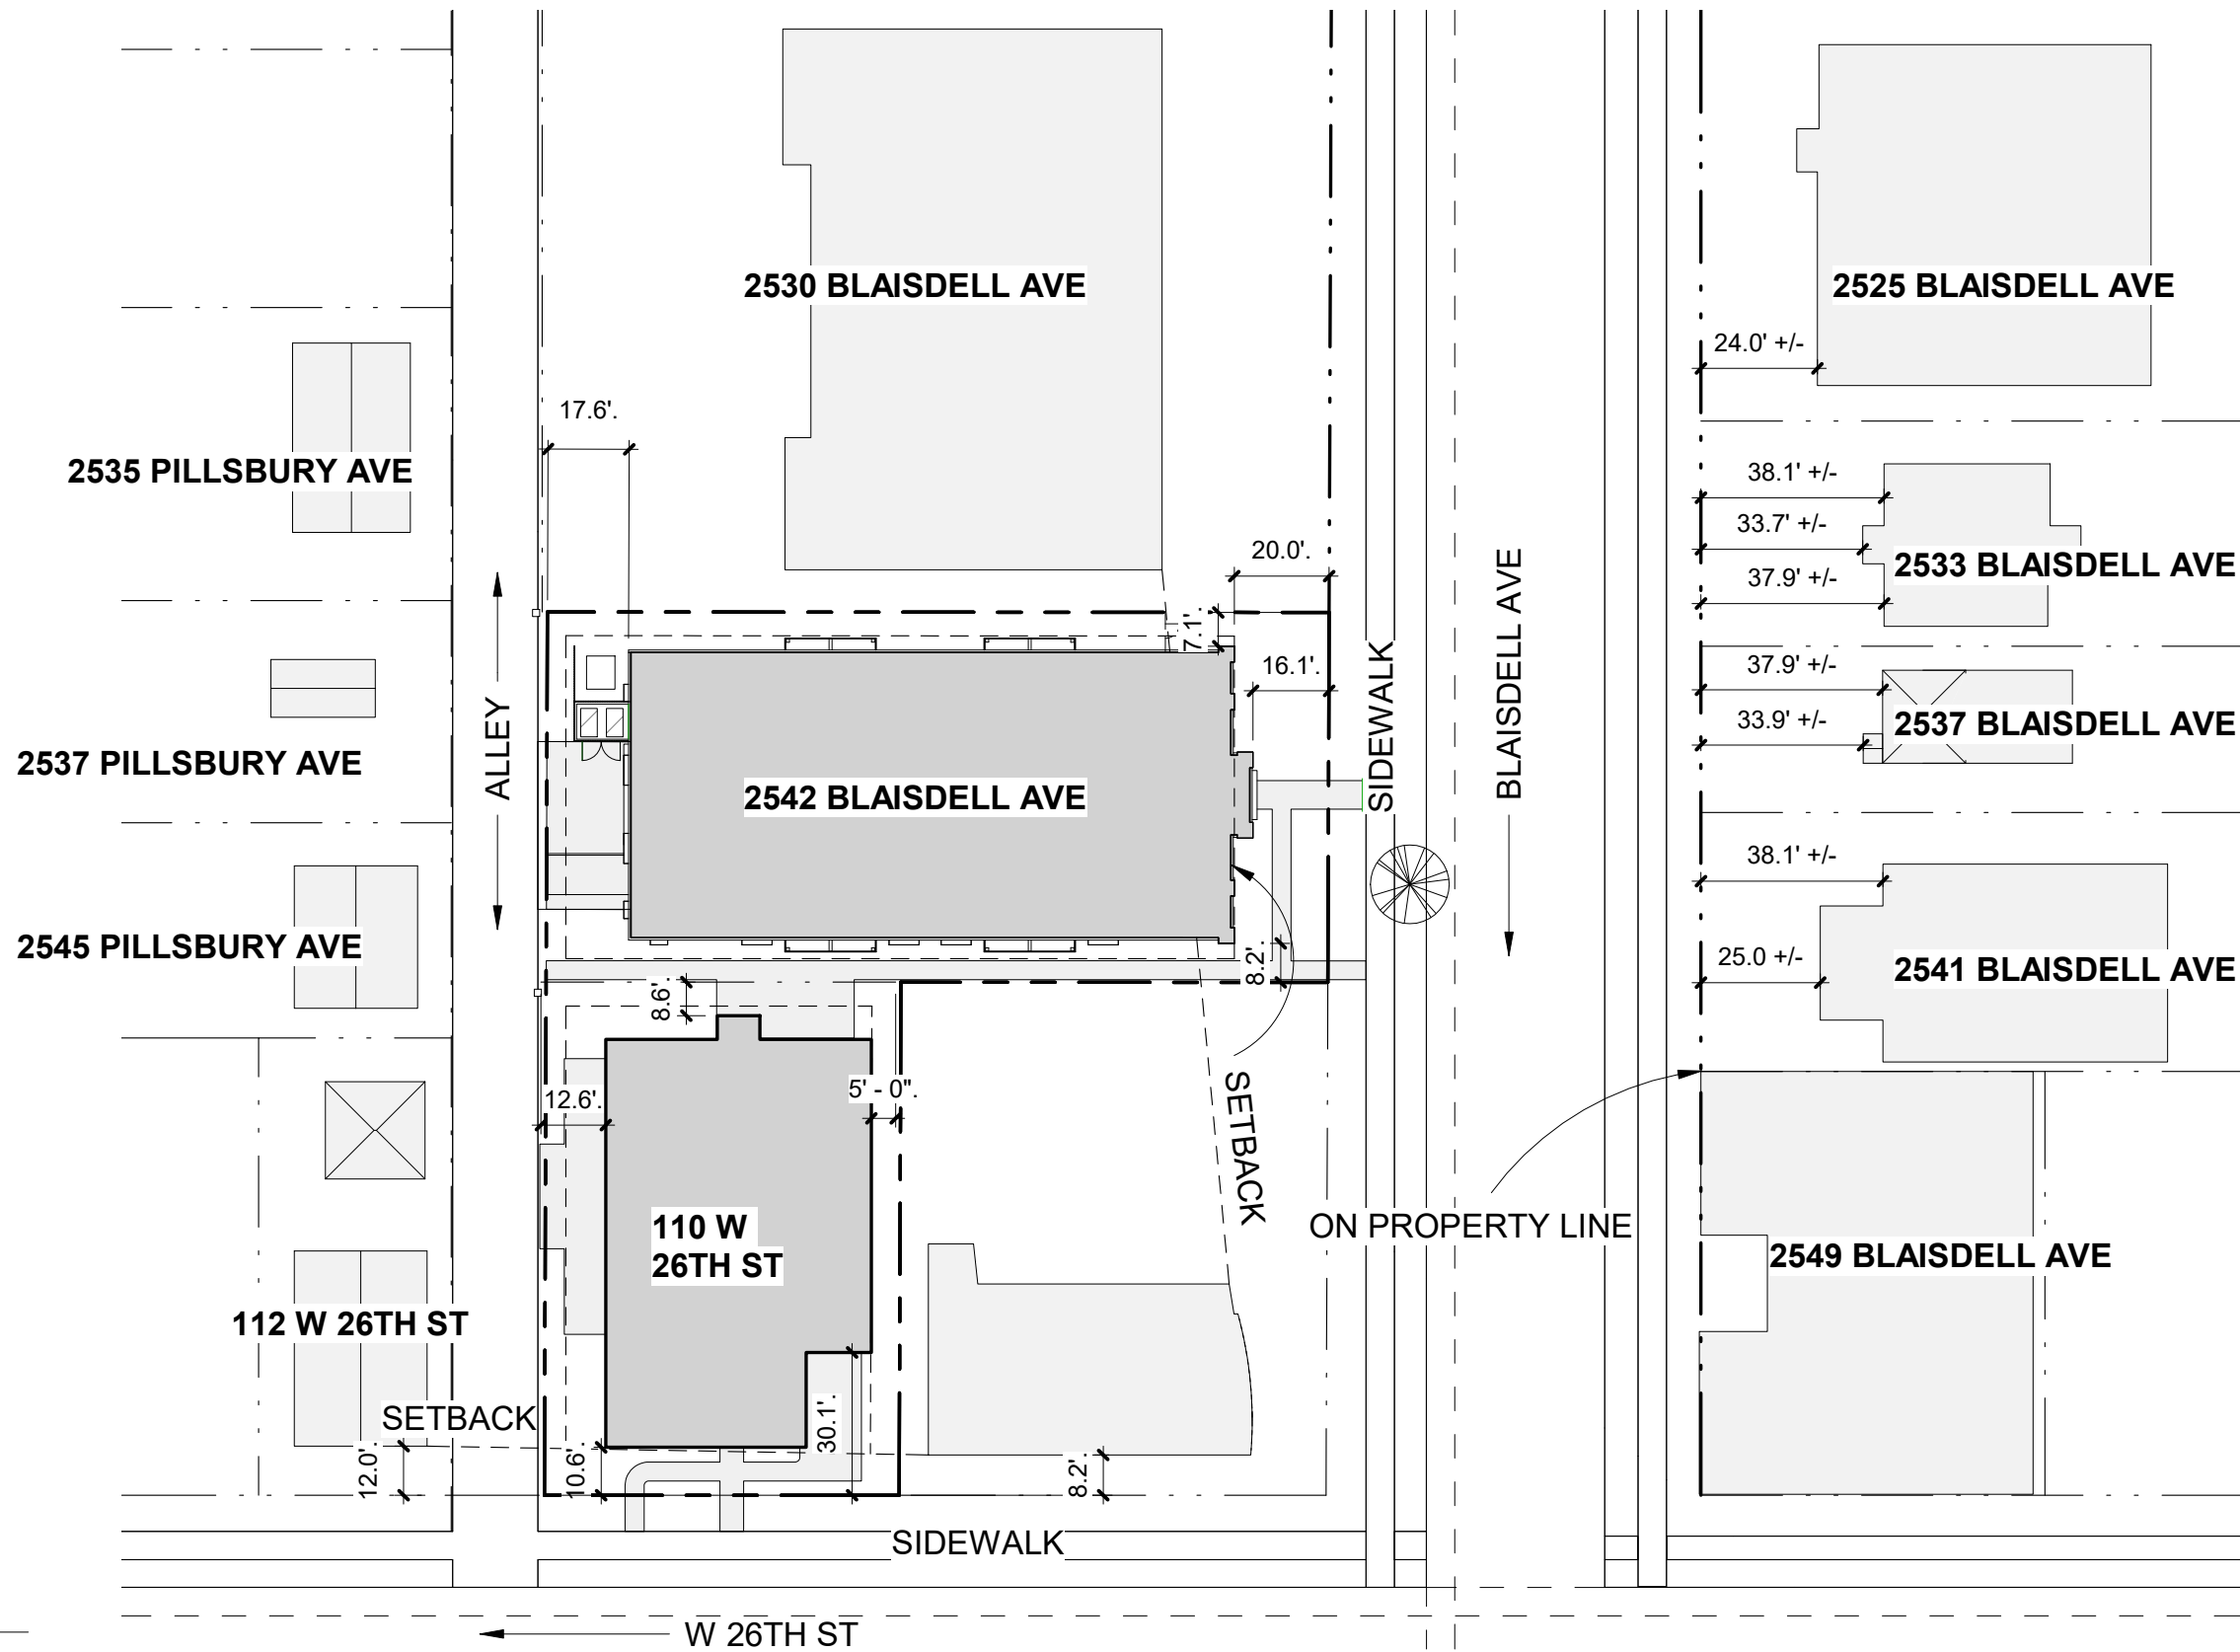 2530 BLAISDELL AVE
2525 BLAISDELL AVE
24.0' +/-
17.6'.
2535 PILLSBURY AVE
38.1' +/-
33.7' +/-
2533 BLAISDELL AVE
37.9' +/-
20.0'.
7.1'.
16.1'.
SIDEWALK
BLAISDELL AVE
37.9' +/-
33.9' +/-
2537 BLAISDELL AVE
ALLEY
2537 PILLSBURY AVE
2542 BLAISDELL AVE
38.1' +/-
2545 PILLSBURY AVE
25.0 +/-
2541 BLAISDELL AVE
8.2'.
8.6'.
12.6'.
5' - 0".
SETBACK
110 W
26TH ST
ON PROPERTY LINE
2549 BLAISDELL AVE
112 W 26TH ST
SETBACK
12.0'.
10.6'.
30.1'.
8.2'.
SIDEWALK
W 26TH ST